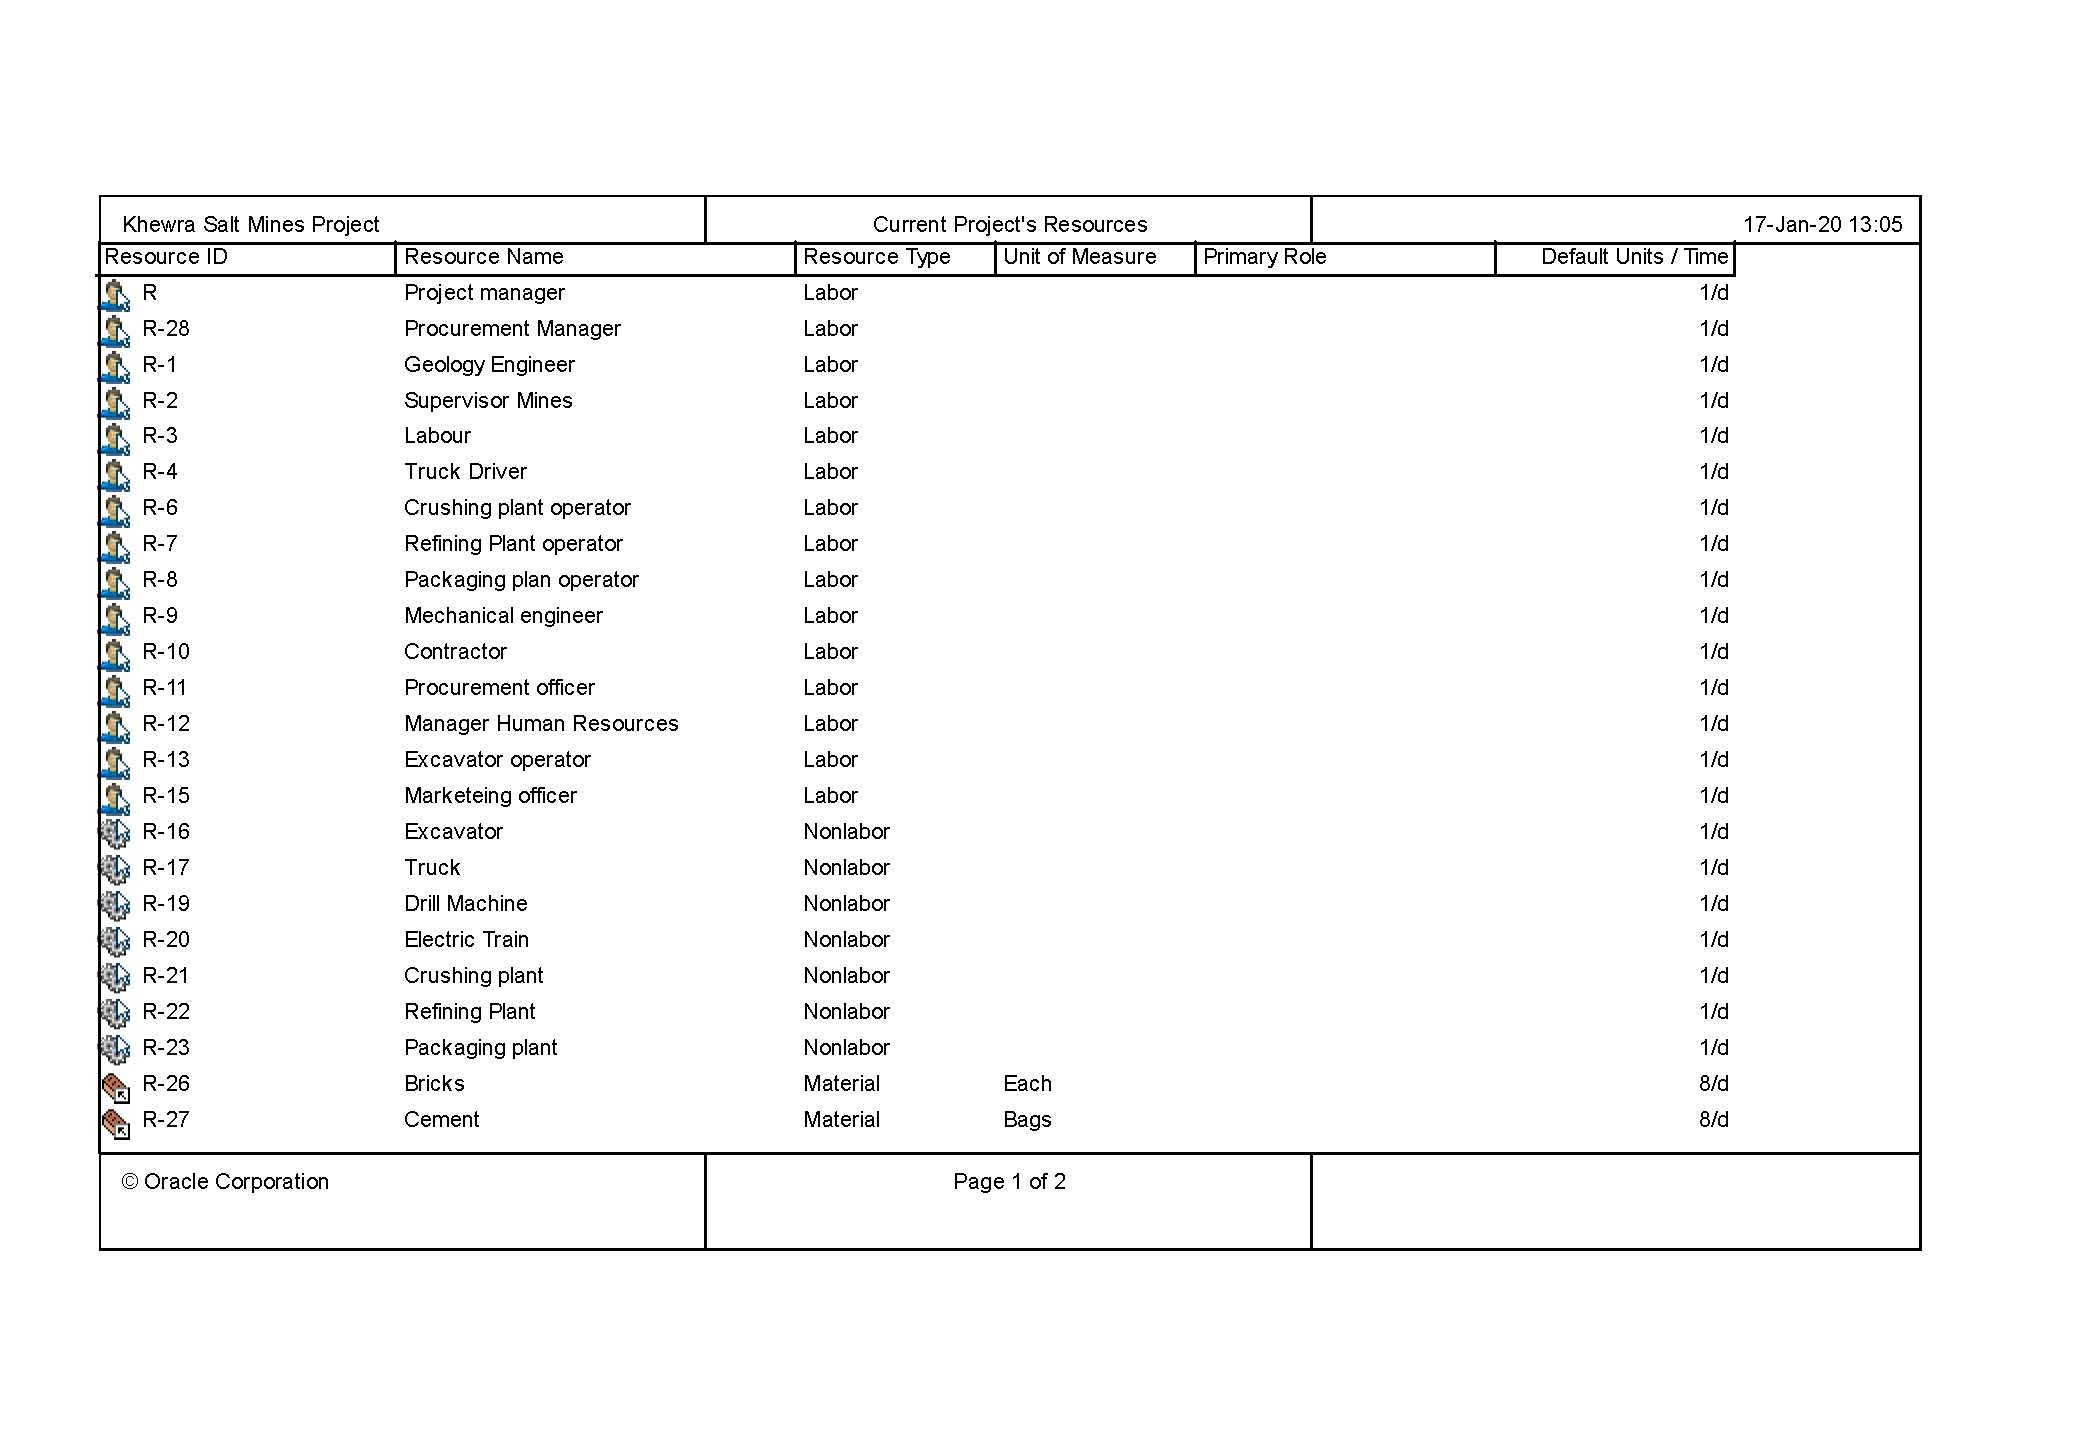 Khewra Salt Mines Project Current Project's Resources 17-Jan-20 13:05
Resource ID Resource Name Resource Type Unit of Measure Primary Role Default Units / Time
R Project manager Labor 1/d
R-28 Procurement Manager Labor 1/d
R-1 Geology Engineer Labor 1/d
R-2 Supervisor Mines Labor 1/d
R-3 Labour Labor 1/d
R-4 Truck Driver Labor 1/d
R-6 Crushing plant operator Labor 1/d
R-7 Refining Plant operator Labor 1/d
R-8 Packaging plan operator Labor 1/d
R-9 Mechanical engineer Labor 1/d
R-10 Contractor Labor 1/d
R-11 Procurement officer Labor 1/d
R-12 Manager Human Resources Labor 1/d
R-13 Excavator operator Labor 1/d
R-15 Marketeing officer Labor 1/d
R-16 Excavator Nonlabor 1/d
R-17 Truck Nonlabor 1/d
R-19 Drill Machine Nonlabor 1/d
R-20 Electric Train Nonlabor 1/d
R-21 Crushing plant Nonlabor 1/d
R-22 Refining Plant Nonlabor 1/d
R-23 Packaging plant Nonlabor 1/d
R-26 Bricks Material Each 8/d
R-27 Cement Material Bags 8/d
© Oracle Corporation Page 1 of 2